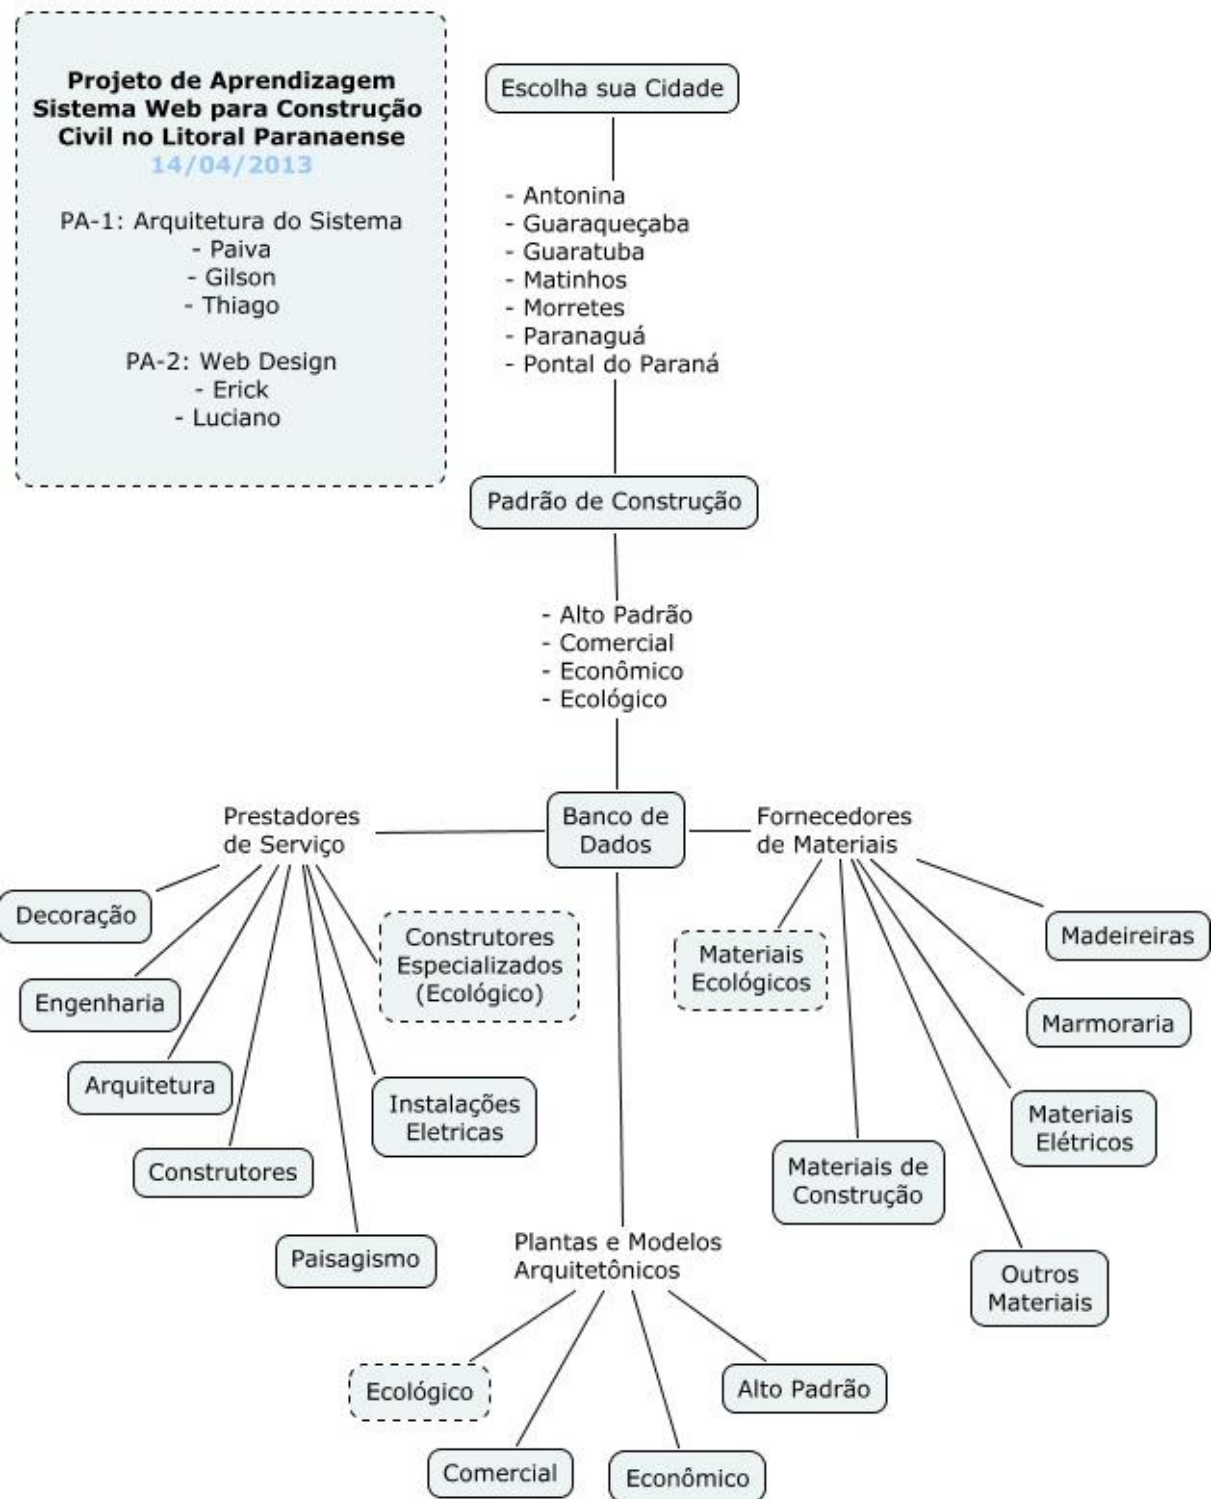 Projeto de Aprendizagem
Sistema Web para Construção
Civil no Litoral Paranaense
14/04/2013
PA-1: Arquitetura do Sistema
- Paiva
- Gilson
- Thiago
PA-2: Web Design
- Erick
- Luciano
Escolha sua Cidade
- Antonina
- Guaraqueçaba
- Guaratuba
- Matinhos
- Morretes
- Paranaguá
- Pontal do Paraná
Padrão de Construção
- Alto Padrão
- Comercial
- Econômico
- Ecológico
Banco de
Dados
Prestadores
de Serviço
Decoração
Engenharia
Arquitetura
Construtores
Paisagismo
Instalações
Eletricas
Construtores
Especializados
(Ecológico)
Fornecedores
de Materiais
Materiais
Ecológicos
Materiais de
Construção
Outros
Materiais
Materiais
Elétricos
Marmoraria
Madeireiras
Plantas e Modelos
Arquitetônicos
Ecológico
Comercial
Econômico
Alto Padrão